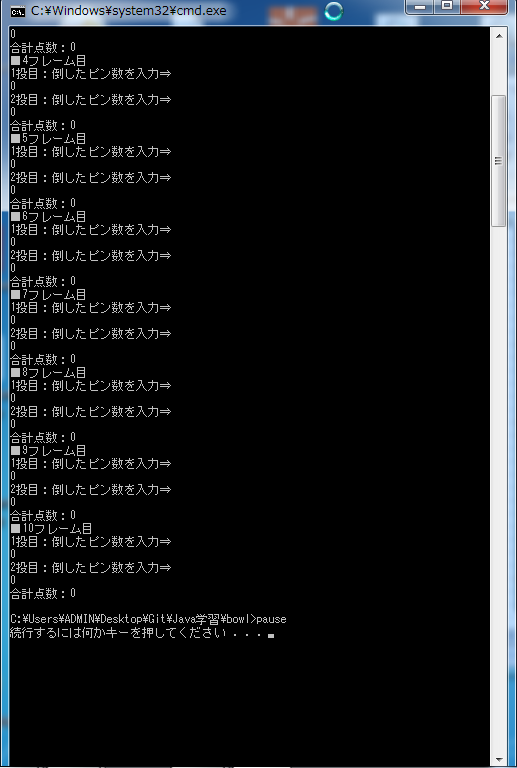 C:¥Windows¥system32¥cmd.exe
0
合計点数:0
■4フレーム目
1投目:倒したピン数を入力⇒
0
2投目:倒したピン数を入力⇒
0
合計点数:0
■5フレーム目
1投目:倒したピン数を入力⇒
0
2投目:倒したピン数を入力⇒
0
合計点数:0
■6フレーム目
1投目:倒したピン数を入力⇒
0
2投目:倒したピン数を入力⇒
0
合計点数:0
■7フレーム目
1投目:倒したピン数を入力⇒
0
2投目:倒したピン数を入力⇒
0
合計点数:0
■8フレーム目
1投目:倒したピン数を入力⇒
0
2投目:倒したピン数を入力⇒
0
合計点数:0
■9フレーム目
1投目:倒したピン数を入力⇒
0
2投目:倒したピン数を入力⇒
0
合計点数:0
■10フレーム目
1投目:倒したピン数を入力⇒
0
2投目:倒したピン数を入力⇒
0
合計点数:0
C:¥Users¥ADMIN¥Desktop¥Git¥Java学習¥bowl>pause
続行するには何かキーを押してください . . .